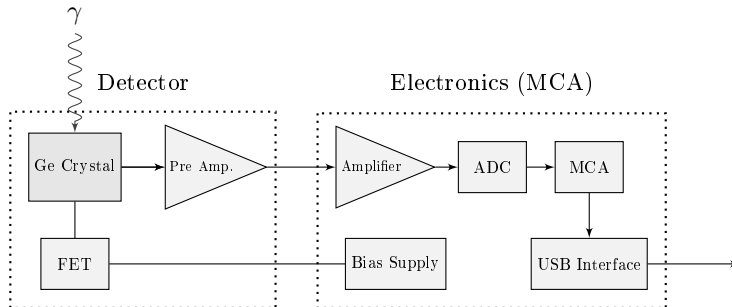 γ
Detector
Electronics (MCA)
Ge Crystal
Pre Amp.
Amplifier
ADC
MCA
FET
Bias Supply
USB Interface